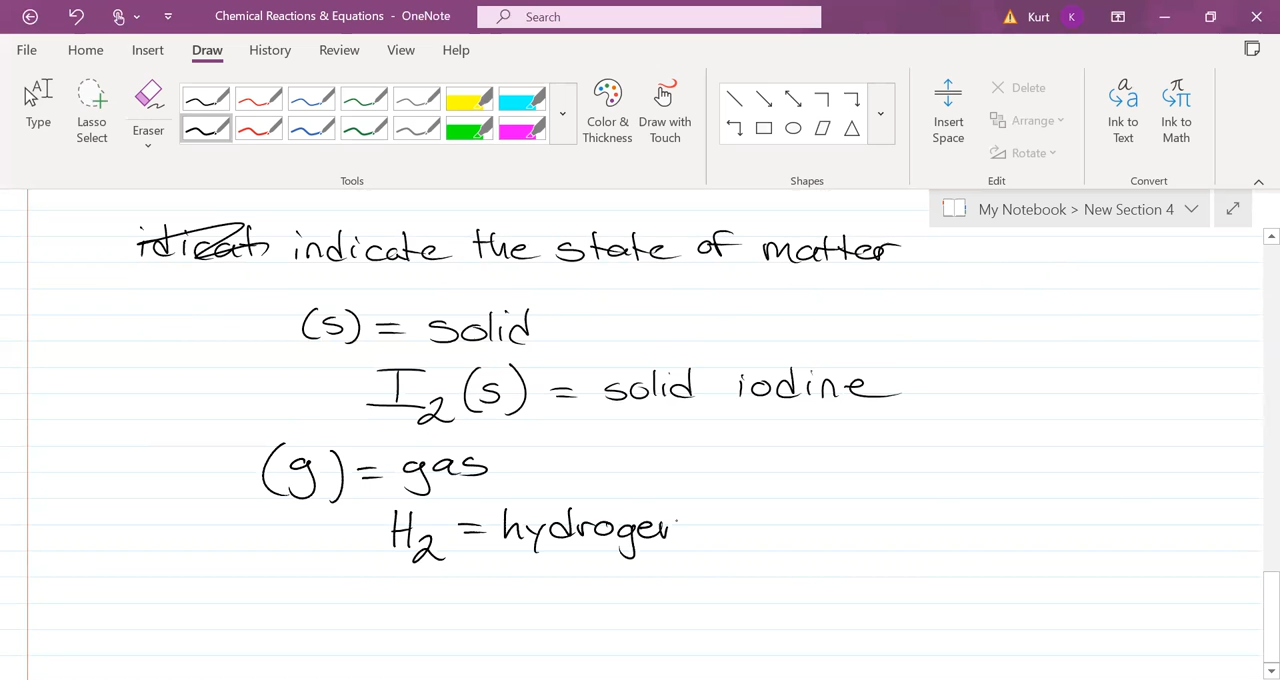 Chemical Reactions & Equations - OneNote
Search
Kurt
K
File Home Insert Draw History Review View Help
Type
Lasso Select
Eraser
Color & Thickness
Draw with Touch
Insert Space
Delete
Arrange
Rotate
Ink to Text
Ink to Math
Tools Shapes Edit Convert
My Notebook > New Section 4
indicate the state of matter
(s) = solid
I2(s) = solid iodine
(g) = gas
H2 = hydrogen